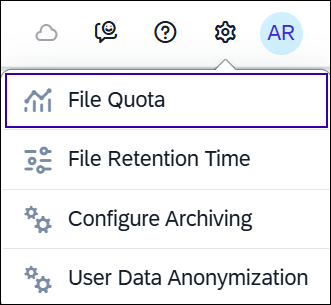 AR
File Quota
File Retention Time
Configure Archiving
User Data Anonymization